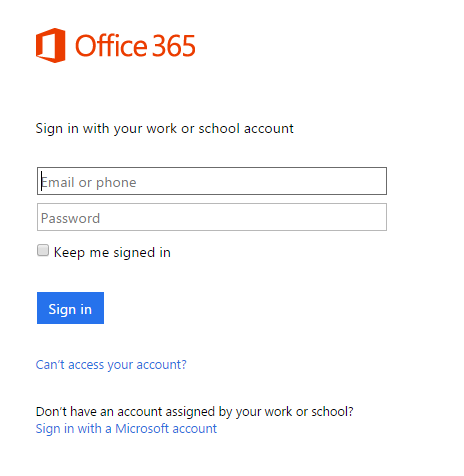 Office 365
Sign in with your work or school account
Email or phone
Password
Keep me signed in
Sign in
Can't access your account?
Don't have an account assigned by your work or school?
Sign in with a Microsoft account